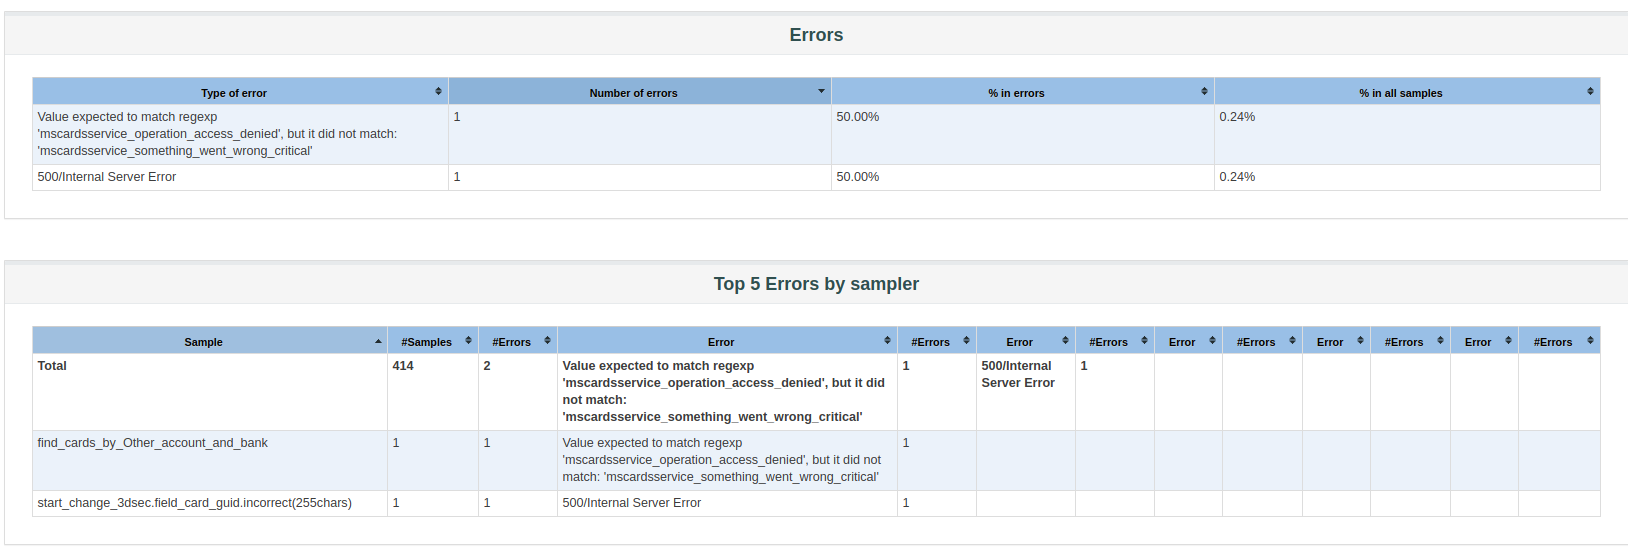 Errors
Type of error Number of errors % in errors % in all samples
Value expected to match regexp
'mscardsservice_operation_access_denied', but it did not match:
'mscardsservice_something_went_wrong_critical' 1 50.00% 0.24%
500/Internal Server Error 1 50.00% 0.24%
Top 5 Errors by sampler
Sample #Samples #Errors Error #Errors Error #Errors Error #Errors Error #Errors Error #Errors
Total 414 2 Value expected to match regexp 1 500/Internal 1
'mscardsservice_operation_access_denied', but it did Server Error
not match:
'mscardsservice_something_went_wrong_critical'
find_cards_by_Other_account_and_bank 1 1 Value expected to match regexp 1
'mscardsservice_operation_access_denied', but it did not
match: 'mscardsservice_something_went_wrong_critical'
start_change_3dsec.field_card_guid.incorrect(255chars) 1 1 500/Internal Server Error 1